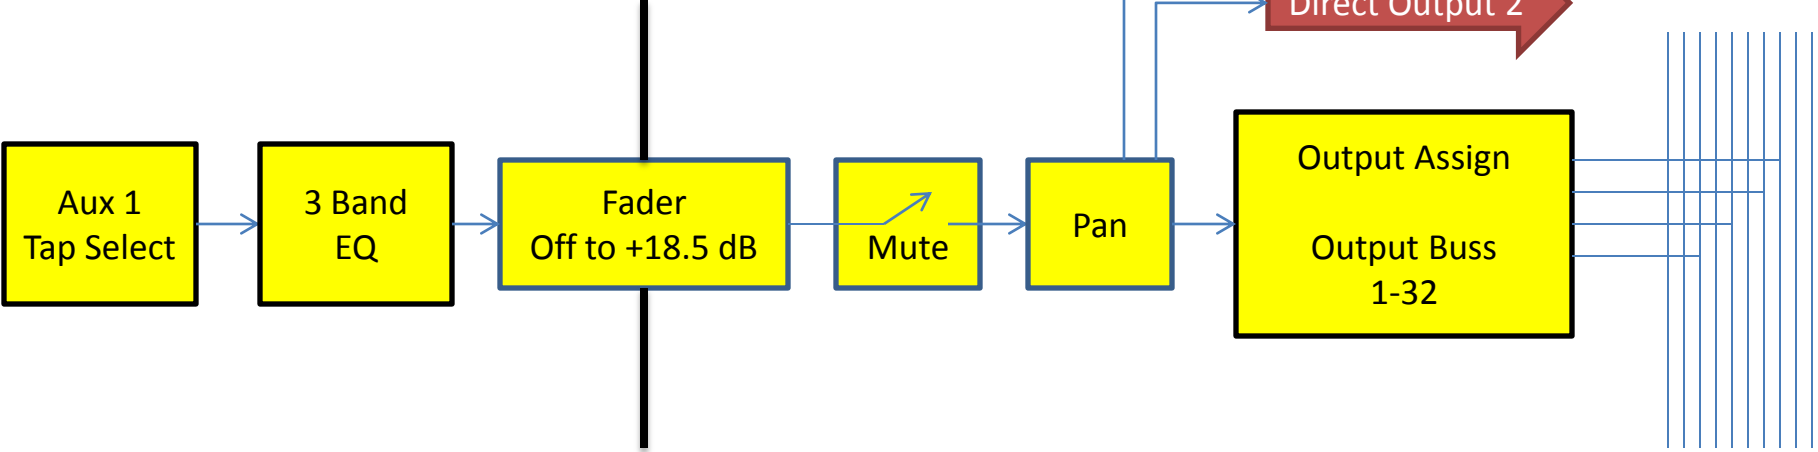 Direct Output 2
Aux 1
Tap Select
3 Band
EQ
Fader
Off to +18.5 dB
Mute
Pan
Output Assign
Output Buss
1-32